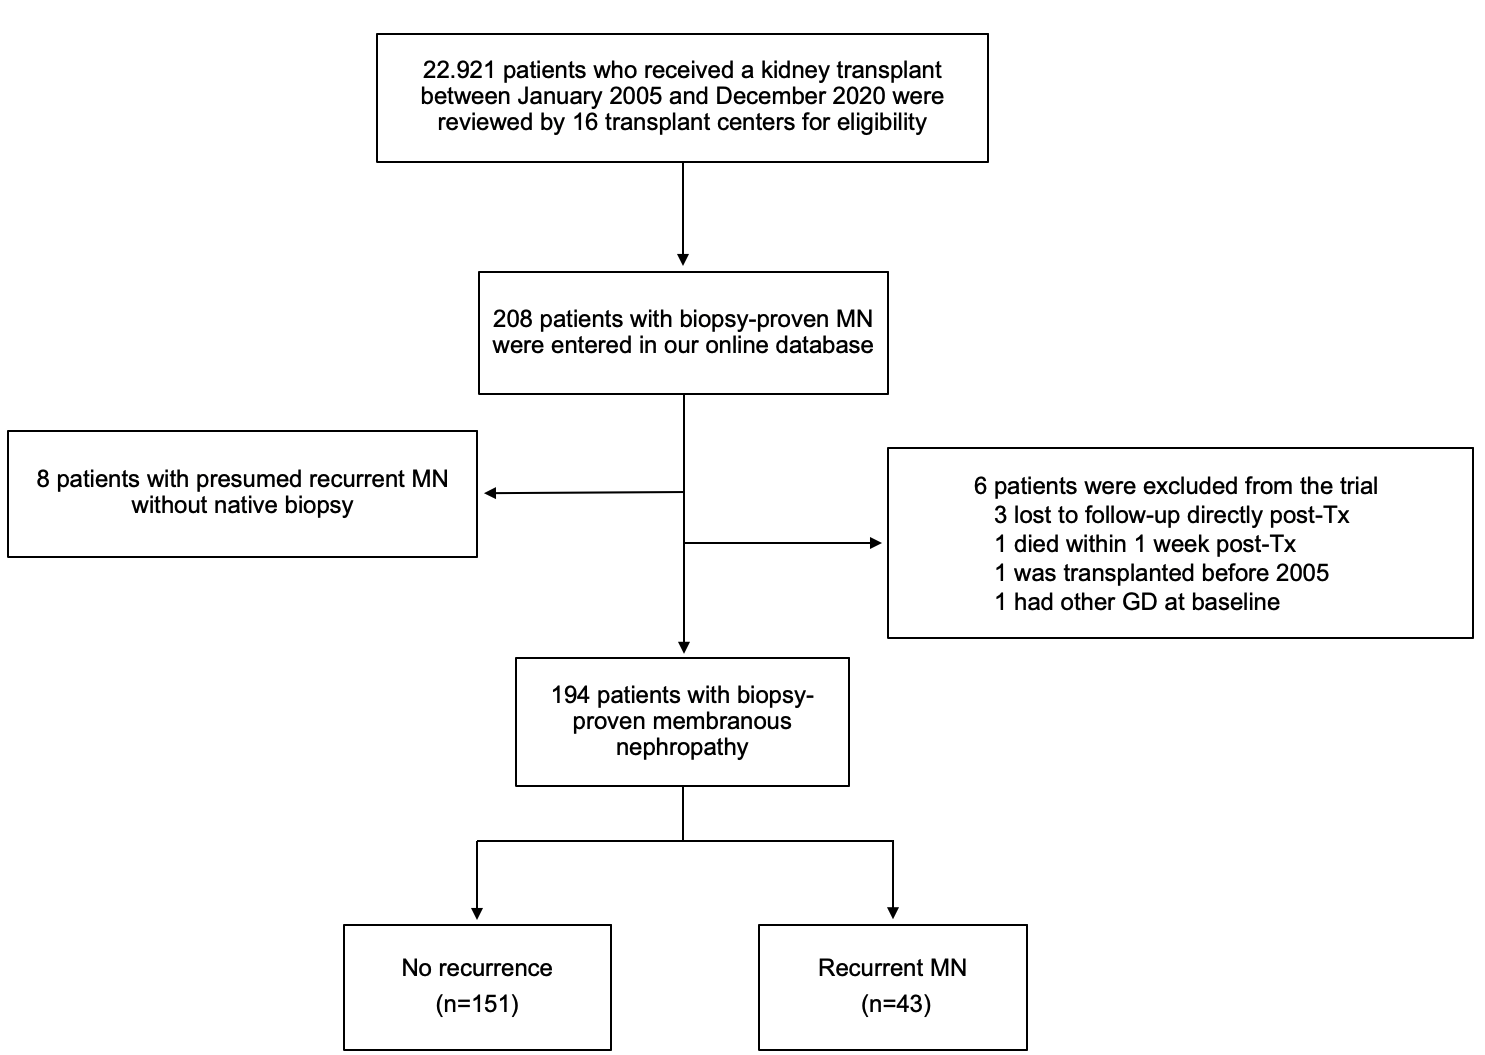 22.921 patients who received a kidney transplant
between January 2005 and December 2020 were
reviewed by 16 transplant centers for eligibility
208 patients with biopsy-proven MN
were entered in our online database
8 patients with presumed recurrent MN
without native biopsy
6 patients were excluded from the trial
3 lost to follow-up directly post-Tx
1 died within 1 week post-Tx
1 was transplanted before 2005
1 had other GD at baseline
194 patients with biopsy-
proven membranous
nephropathy
No recurrence
(n=151)
Recurrent MN
(n=43)